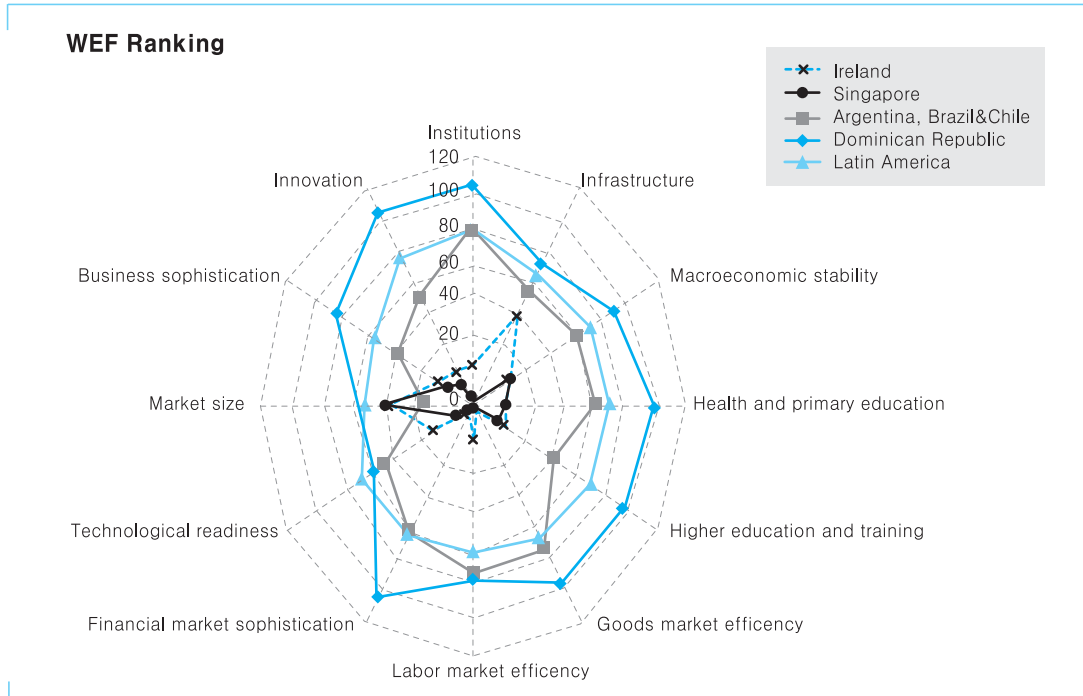 WEF Ranking
Ireland
Singapore
Argentina, Brazil&Chile
Dominican Republic
Latin America
Institutions
Infrastructure
Macroeconomic stability
Health and primary education
Higher education and training
Goods market efficency
Labor market efficency
Financial market sophistication
Technological readiness
Market size
Business sophistication
Innovation
120
100
80
60
40
20
0